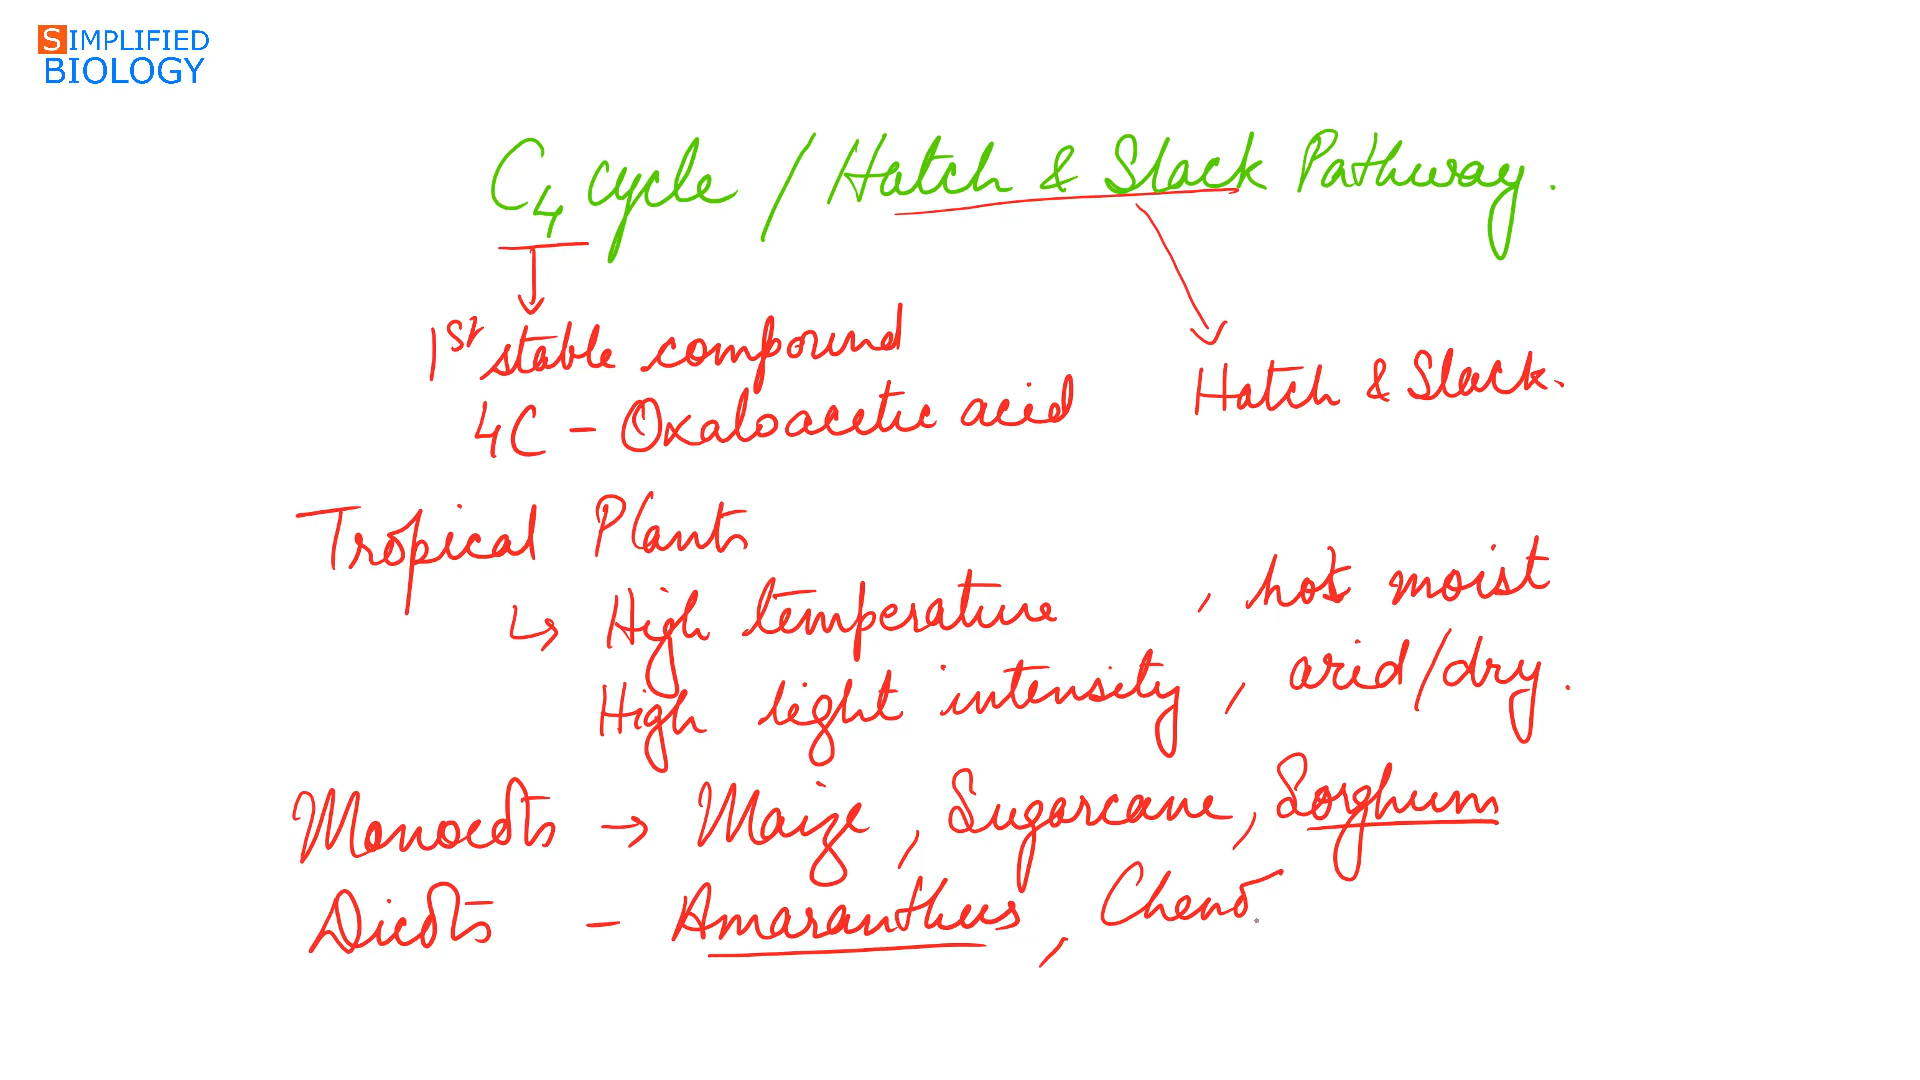 SIMPLIFIED
BIOLOGY
C4 cycle / Hatch & Slack Pathway.
1st stable compound
4C - Oxaloacetic acid
Hatch & Slack.
Tropical Plants
↳ High temperature , hot moist
High light intensity , arid/dry.
Monocots → Maize, Sugarcane, Sorghum
Dicots - Amaranthus, Cheno